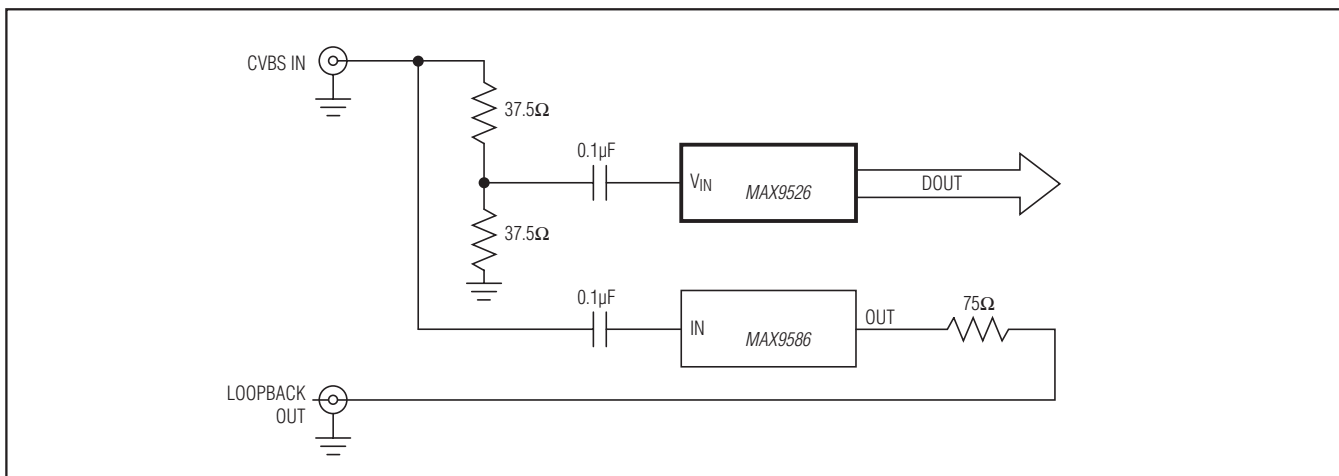 CVBS IN
37.5Ω
0.1µF
VIN
MAX9526
DOUT
37.5Ω
0.1µF
IN
MAX9586
OUT
75Ω
LOOPBACK
OUT